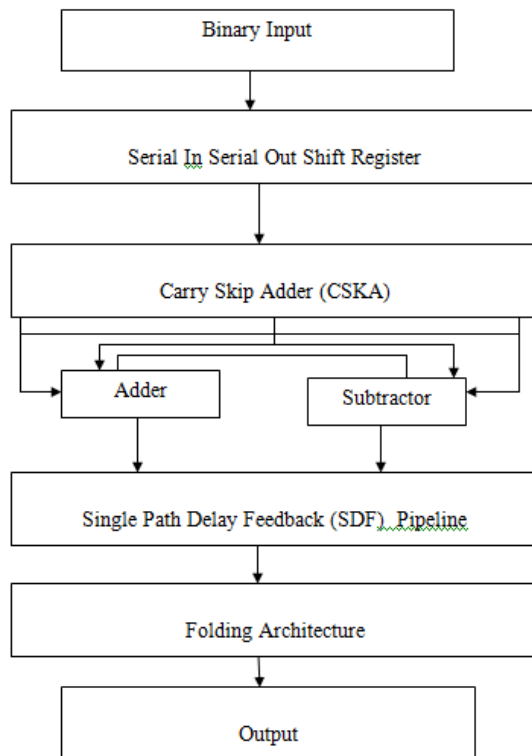 Binary Input
Serial In Serial Out Shift Register
Carry Skip Adder (CSKA)
Adder
Subtractor
Single Path Delay Feedback (SDF) Pipeline
Folding Architecture
Output